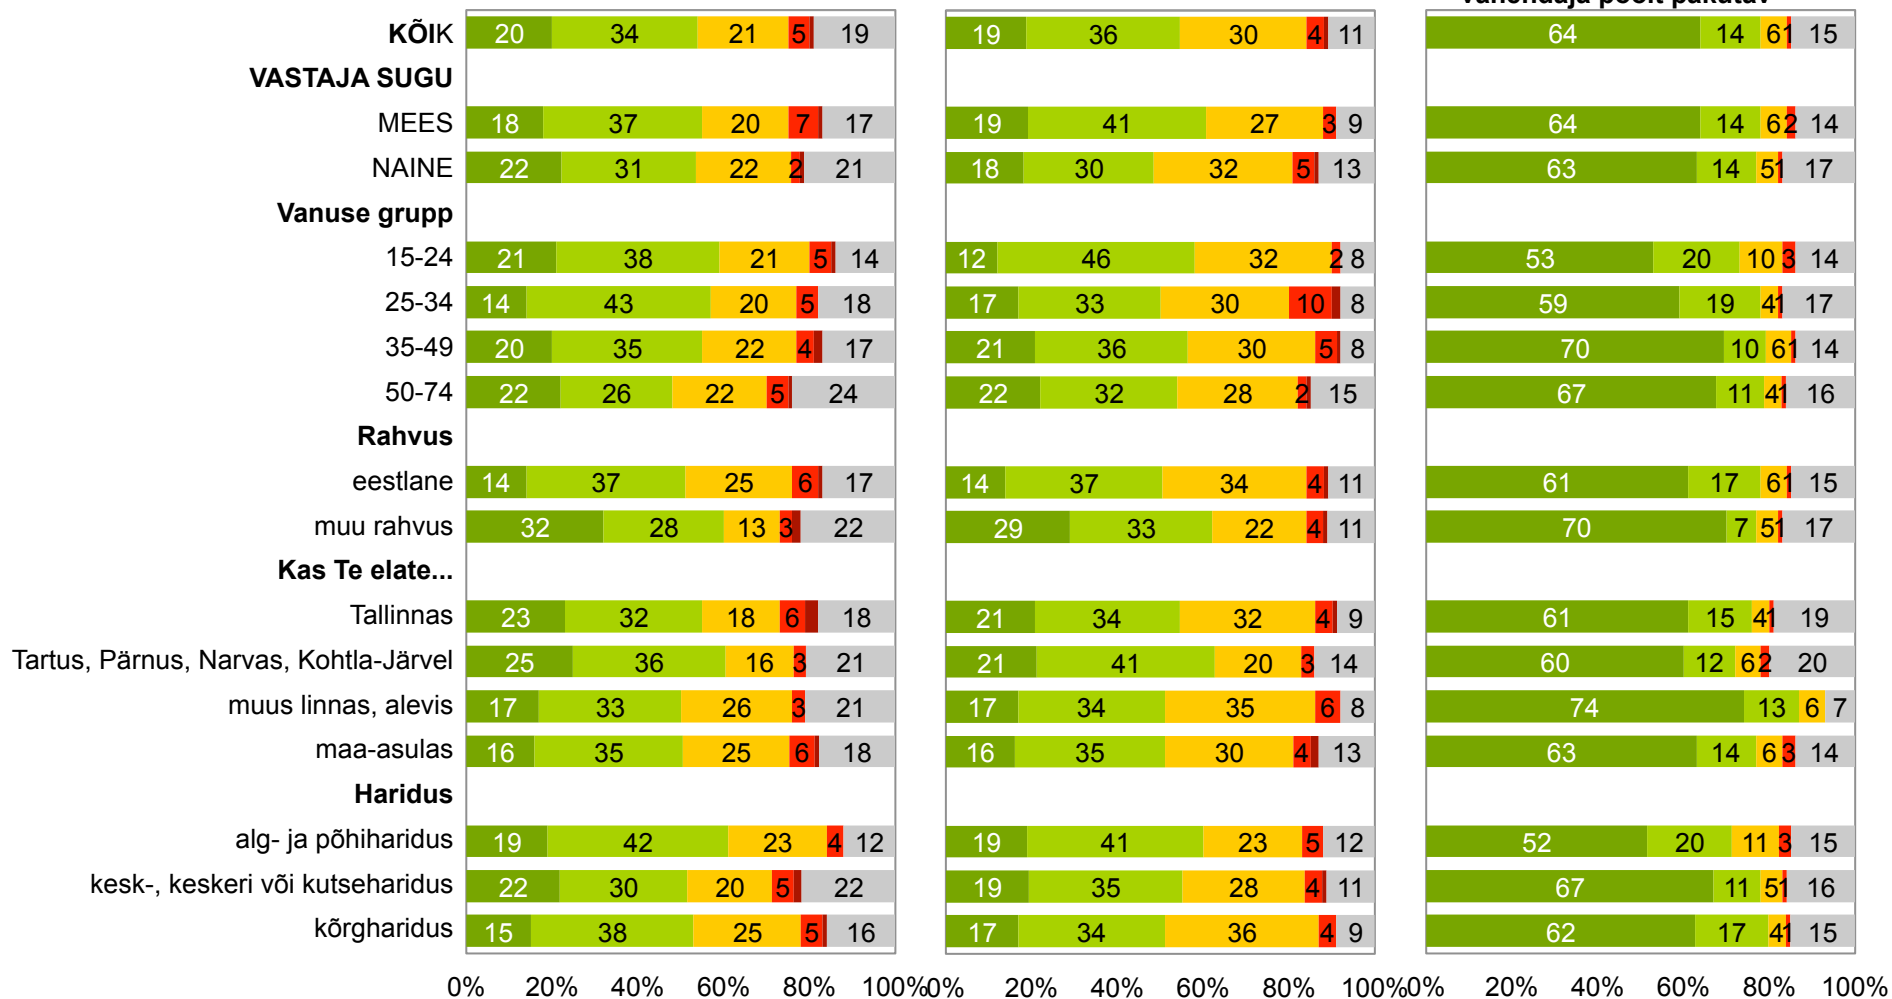 vahendaja poolt pakutav
KÕIK 20 34 21 5 19 19 36 30 4 11 64 14 6 1 15
VASTAJA SUGU
MEES 18 37 20 7 17 19 41 27 3 9 64 14 6 2 14
NAINE 22 31 22 2 21 18 30 32 5 13 63 14 5 1 17
Vanuse grupp
15-24 21 38 21 5 14 12 46 32 2 8 53 20 10 3 14
25-34 14 43 20 5 18 17 33 30 10 8 59 19 4 1 17
35-49 20 35 22 4 17 21 36 30 5 8 70 10 6 1 14
50-74 22 26 22 5 24 22 32 28 2 15 67 11 4 1 16
Rahvus
eestlane 14 37 25 6 17 14 37 34 4 11 61 17 6 1 15
muu rahvus 32 28 13 3 22 29 33 22 4 11 70 7 5 1 17
Kas Te elate...
Tallinnas 23 32 18 6 18 21 34 32 4 9 61 15 4 1 19
Tartus, Pärnus, Narvas, Kohtla-Järvel 25 36 16 3 21 21 41 20 3 14 60 12 6 2 20
muus linnas, alevis 17 33 26 3 21 17 34 35 6 8 74 13 6 7
maa-asulas 16 35 25 6 18 16 35 30 4 13 63 14 6 3 14
Haridus
alg- ja põhiharidus 19 42 23 4 12 19 41 23 5 12 52 20 11 3 15
kesk-, keskeri või kutseharidus 22 30 20 5 22 19 35 28 4 11 67 11 5 1 16
kõrgharidus 15 38 25 5 16 17 34 36 4 9 62 17 4 1 15
0% 20% 40% 60% 80% 100% 0% 20% 40% 60% 80% 100% 0% 20% 40% 60% 80% 100%